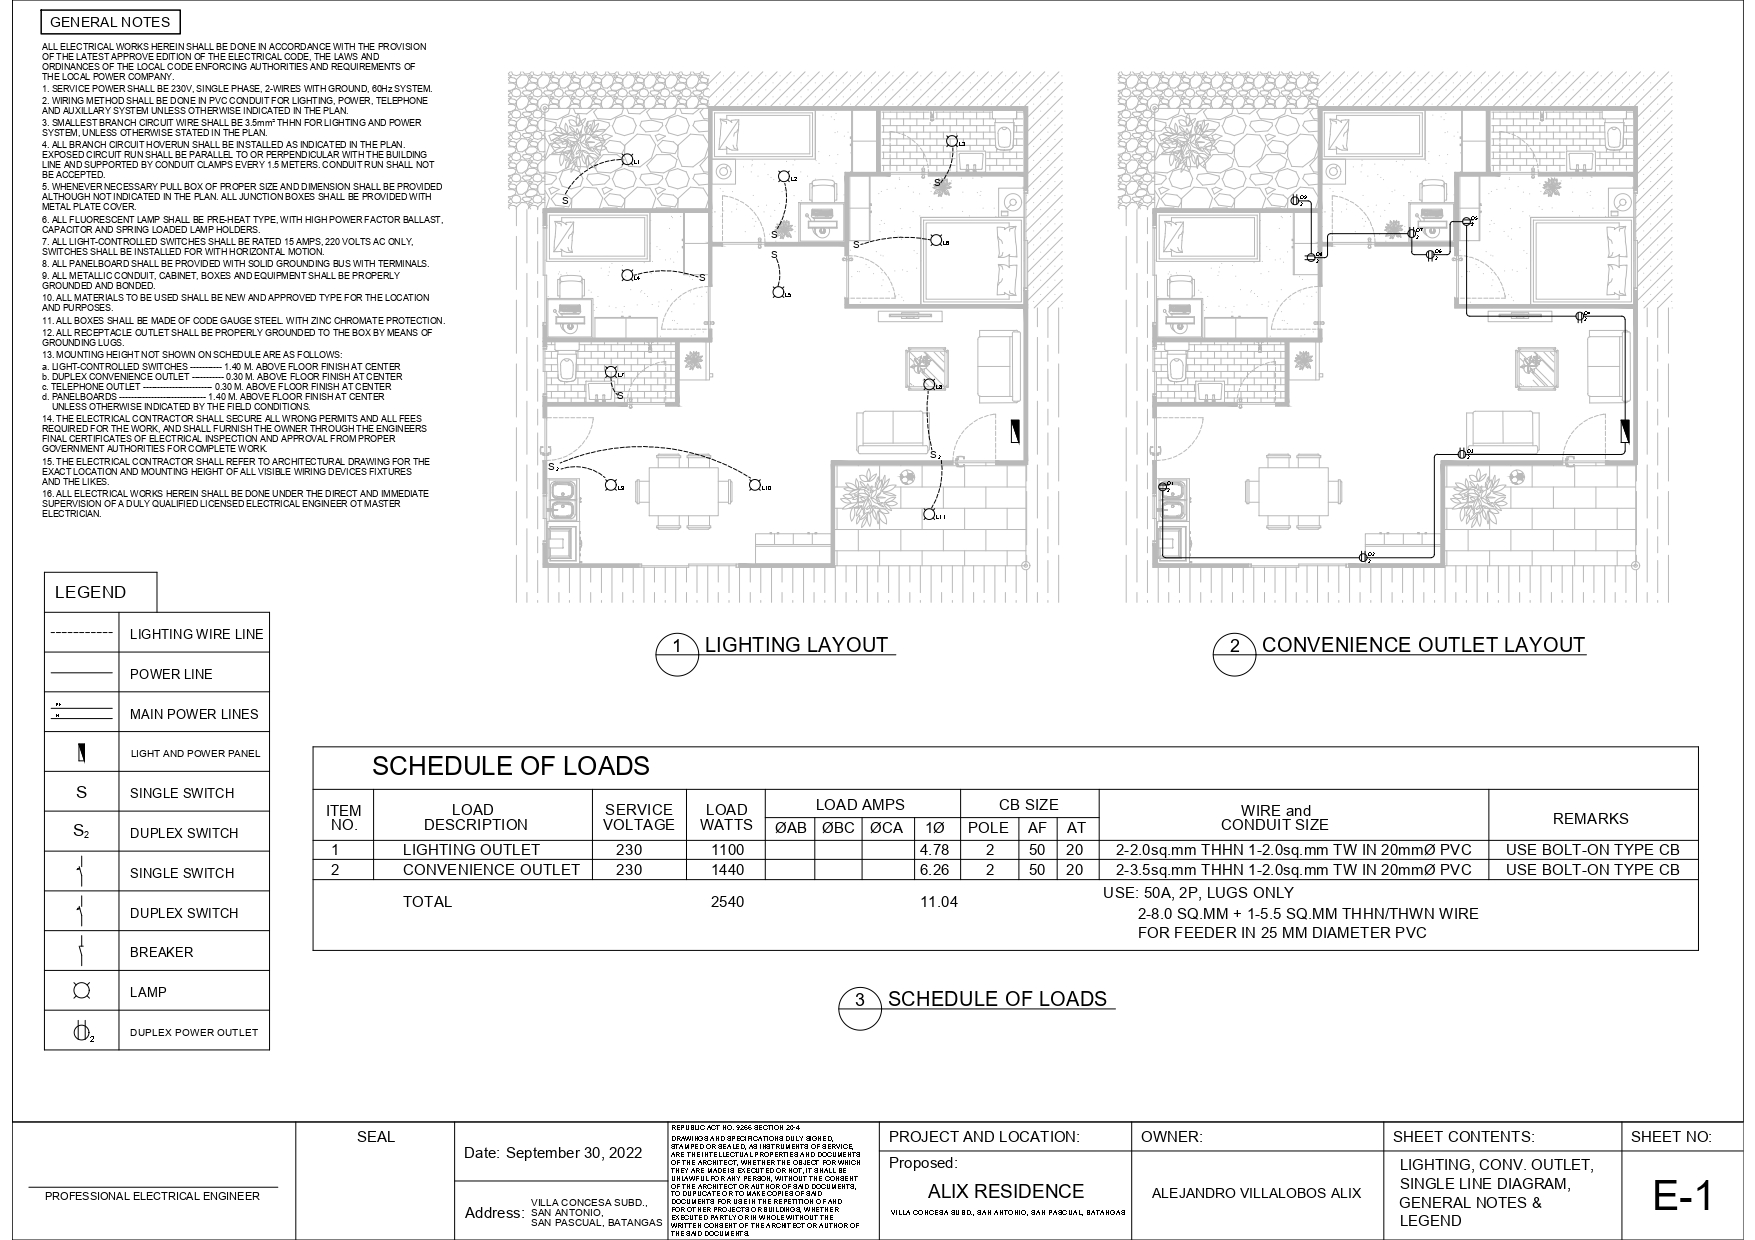 GENERAL NOTES
ALL ELECTRICAL WORKS HEREIN SHALL BE DONE IN ACCORDANCE WITH THE PROVISION
OF THE LATEST APPROVE EDITION OF THE ELECTRICAL CODE, THE LAWS AND
ORDINANCES OF THE LOCAL CODE ENFORCING AUTHORITIES AND REQUIREMENTS OF
THE LOCAL POWER COMPANY.
1. SERVICE POWER SHALL BE 230V, SINGLE PHASE, 2-WIRES WITH GROUND, 60Hz SYSTEM.
2. WIRING METHOD SHALL BE DONE IN PVC CONDUIT FOR LIGHTING, POWER, TELEPHONE
AND AUXILLARY SYSTEM UNLESS OTHERWISE INDICATED IN THE PLAN.
3. SMALLEST BRANCH CIRCUIT WIRE SHALL BE 3.5mm² THHN FOR LIGHTING AND POWER
SYSTEM, UNLESS OTHERWISE STATED IN THE PLAN.
4. ALL BRANCH CIRCUIT HOVERUN SHALL BE INSTALLED AS INDICATED IN THE PLAN.
EXPOSED CIRCUIT RUN SHALL BE PARALLEL TO OR PERPENDICULAR WITH THE BUILDING
LINE AND SUPPORTED BY CONDUIT CLAMPS EVERY 1.5 METERS. CONDUIT RUN SHALL NOT
BE ACCEPTED.
5. WHENEVER NECESSARY PULL BOX OF PROPER SIZE AND DIMENSION SHALL BE PROVIDED
ALTHOUGH NOT INDICATED IN THE PLAN. ALL JUNCTION BOXES SHALL BE PROVIDED WITH
METAL PLATE COVER.
6. ALL FLUORESCENT LAMP SHALL BE PRE-HEAT TYPE, WITH HIGH POWER FACTOR BALLAST,
CAPACITOR AND SPRING LOADED LAMP HOLDERS.
7. ALL LIGHT-CONTROLLED SWITCHES SHALL BE RATED 15 AMPS, 220 VOLTS AC ONLY,
SWITCHES SHALL BE INSTALLED FOR WITH HORIZONTAL MOTION.
8. ALL PANELBOARD SHALL BE PROVIDED WITH SOLID GROUNDING BUS WITH TERMINALS.
9. ALL METALLIC CONDUIT, CABINET, BOXES AND EQUIPMENT SHALL BE PROPERLY
GROUNDED AND BONDED.
10. ALL MATERIALS TO BE USED SHALL BE NEW AND APPROVED TYPE FOR THE LOCATION
AND PURPOSES.
11. ALL BOXES SHALL BE MADE OF CODE GAUGE STEEL WITH ZINC CHROMATE PROTECTION.
12. ALL RECEPTACLE OUTLET SHALL BE PROPERLY GROUNDED TO THE BOX BY MEANS OF
GROUNDING LUGS.
13. MOUNTING HEIGHT NOT SHOWN ON SCHEDULE ARE AS FOLLOWS:
a. LIGHT-CONTROLLED SWITCHES ----------- 1.40 M. ABOVE FLOOR FINISH AT CENTER
b. DUPLEX CONVENIENCE OUTLET ----------- 0.30 M. ABOVE FLOOR FINISH AT CENTER
c. TELEPHONE OUTLET ------------------------ 0.30 M. ABOVE FLOOR FINISH AT CENTER
d. PANELBOARDS ------------------------------ 1.40 M. ABOVE FLOOR FINISH AT CENTER
UNLESS OTHERWISE INDICATED BY THE FIELD CONDITIONS.
14. THE ELECTRICAL CONTRACTOR SHALL SECURE ALL WRONG PERMITS AND ALL FEES
REQUIRED FOR THE WORK, AND SHALL FURNISH THE OWNER THROUGH THE ENGINEERS
FINAL CERTIFICATES OF ELECTRICAL INSPECTION AND APPROVAL FROM PROPER
GOVERNMENT AUTHORITIES FOR COMPLETE WORK.
15. THE ELECTRICAL CONTRACTOR SHALL REFER TO ARCHITECTURAL DRAWING FOR THE
EXACT LOCATION AND MOUNTING HEIGHT OF ALL VISIBLE WIRING DEVICES FIXTURES
AND THE LIKES.
16. ALL ELECTRICAL WORKS HEREIN SHALL BE DONE UNDER THE DIRECT AND IMMEDIATE
SUPERVISION OF A DULY QUALIFIED LICENSED ELECTRICAL ENGINEER OT MASTER
ELECTRICIAN.
L1
S
L2
S
L3
S
L4
S
S
L5
S
L6
L7
S
L8
S2
S2
L9
L10
L11
1 LIGHTING LAYOUT
2 CONVENIENCE OUTLET LAYOUT
LEGEND
LIGHTING WIRE LINE
POWER LINE
MAIN POWER LINES
LIGHT AND POWER PANEL
S SINGLE SWITCH
S2 DUPLEX SWITCH
SINGLE SWITCH
DUPLEX SWITCH
BREAKER
LAMP
2 DUPLEX POWER OUTLET
SCHEDULE OF LOADS
ITEM NO. LOAD DESCRIPTION SERVICE VOLTAGE LOAD WATTS LOAD AMPS CB SIZE WIRE and CONDUIT SIZE REMARKS
ØAB ØBC ØCA 1Ø POLE AF AT
1 LIGHTING OUTLET 230 1100 4.78 2 50 20 2-2.0sq.mm THHN 1-2.0sq.mm TW IN 20mmØ PVC USE BOLT-ON TYPE CB
2 CONVENIENCE OUTLET 230 1440 6.26 2 50 20 2-3.5sq.mm THHN 1-2.0sq.mm TW IN 20mmØ PVC USE BOLT-ON TYPE CB
TOTAL 2540 11.04 USE: 50A, 2P, LUGS ONLY
2-8.0 SQ.MM + 1-5.5 SQ.MM THHN/THWN WIRE
FOR FEEDER IN 25 MM DIAMETER PVC
3 SCHEDULE OF LOADS
PROFESSIONAL ELECTRICAL ENGINEER
SEAL
Date: September 30, 2022
Address: VILLA CONCESA SUBD.,
SAN ANTONIO,
SAN PASCUAL, BATANGAS
REPUBLIC ACT NO. 9266 SECTION 20-4
DRAWINGS AND SPECIFICATIONS DULY SIGNED,
STAMPED OR SEALED, AS INSTRUMENTS OF SERVICE,
ARE THE INTELLECTUAL PROPERTIES AND DOCUMENTS
OF THE ARCHITECT, WHETHER THE OBJECT FOR WHICH
THEY ARE MADE IS EXECUTED OR NOT, IT SHALL BE
UNLAWFUL FOR ANY PERSON, WITHOUT THE CONSENT
OF THE ARCHITECT OR AUTHOR OF SAID DOCUMENTS,
TO DUPLICATE OR TO MAKE COPIES OF SAID
DOCUMENTS FOR USE IN THE REPETITION OF AND
FOR OTHER PROJECTS OR BUILDINGS, WHETHER
EXECUTED PARTLY OR IN WHOLE WITHOUT THE
WRITTEN CONSENT OF THE ARCHITECT OR AUTHOR OF
THE SAID DOCUMENTS.
PROJECT AND LOCATION:
Proposed:
ALIX RESIDENCE
VILLA CONCESA SUBD., SAN ANTONIO, SAN PASCUAL, BATANGAS
OWNER:
ALEJANDRO VILLALOBOS ALIX
SHEET CONTENTS:
LIGHTING, CONV. OUTLET,
SINGLE LINE DIAGRAM,
GENERAL NOTES &
LEGEND
SHEET NO:
E-1